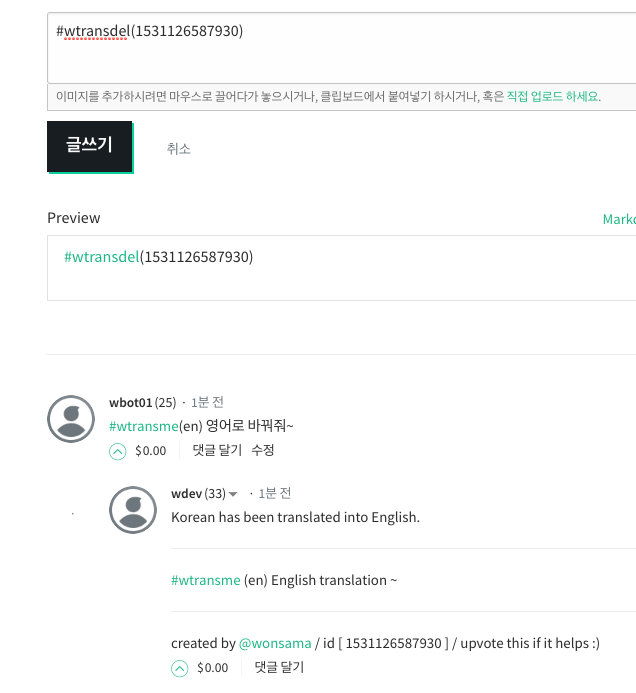 #wtransdel(1531126587930)
이미지를 추가하시려면 마우스로 끌어다가 놓으시거나, 클립보드에서 붙여넣기 하시거나, 혹은 직접 업로드 하세요.
글쓰기 취소
Preview
#wtransdel(1531126587930)
wbot01 (25) · 1분 전
#wtransme(en) 영어로 바꿔줘~
$0.00 댓글 달기 수정
wdev (33) · 1분 전
Korean has been translated into English.
#wtransme (en) English translation ~
created by @wonsama / id [ 1531126587930 ] / upvote this if it helps :)
$0.00 댓글 달기